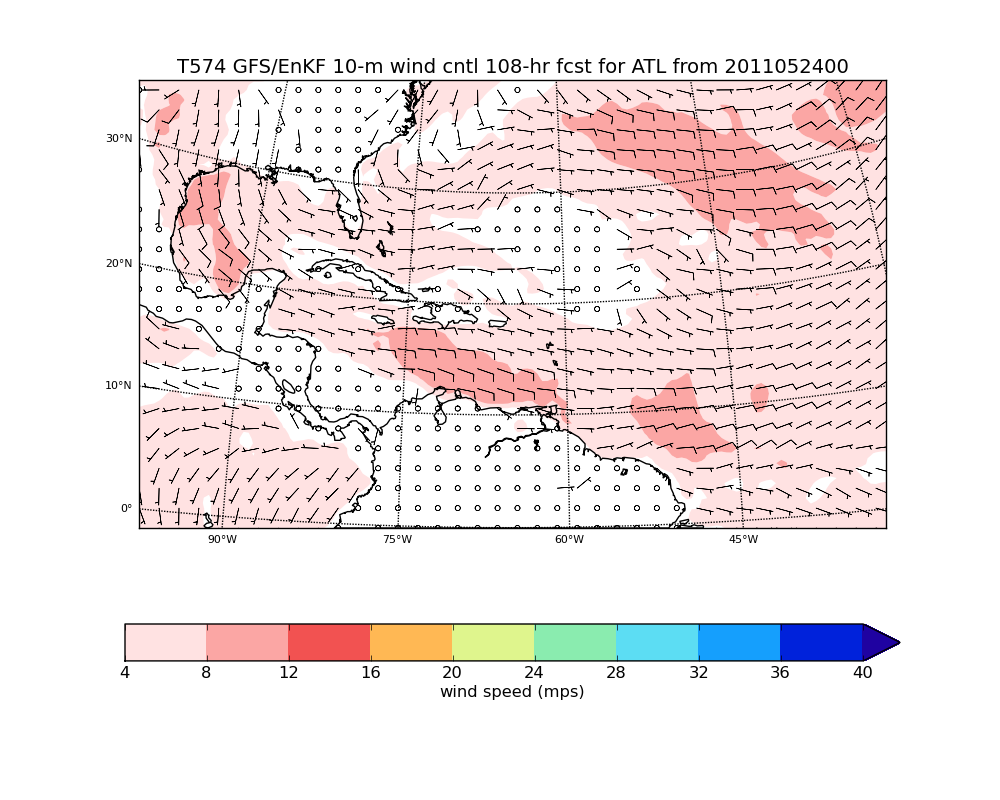 T574 GFS/EnKF 10-m wind cntl 108-hr fcst for ATL from 2011052400
30°N
20°N
10°N
0°
90°W 75°W 60°W 45°W
4 8 12 16 20 24 28 32 36 40
wind speed (mps)